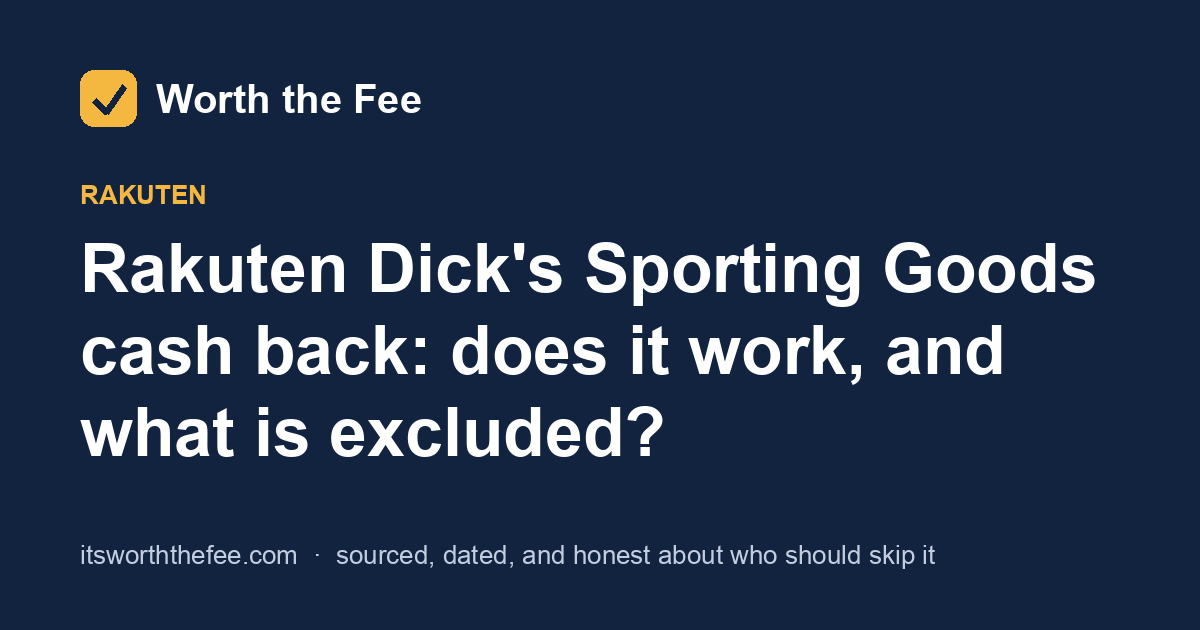 Worth the Fee
RAKUTEN
Rakuten Dick's Sporting Goods
cash back: does it work, and
what is excluded?
itsworththefee.com · sourced, dated, and honest about who should skip it